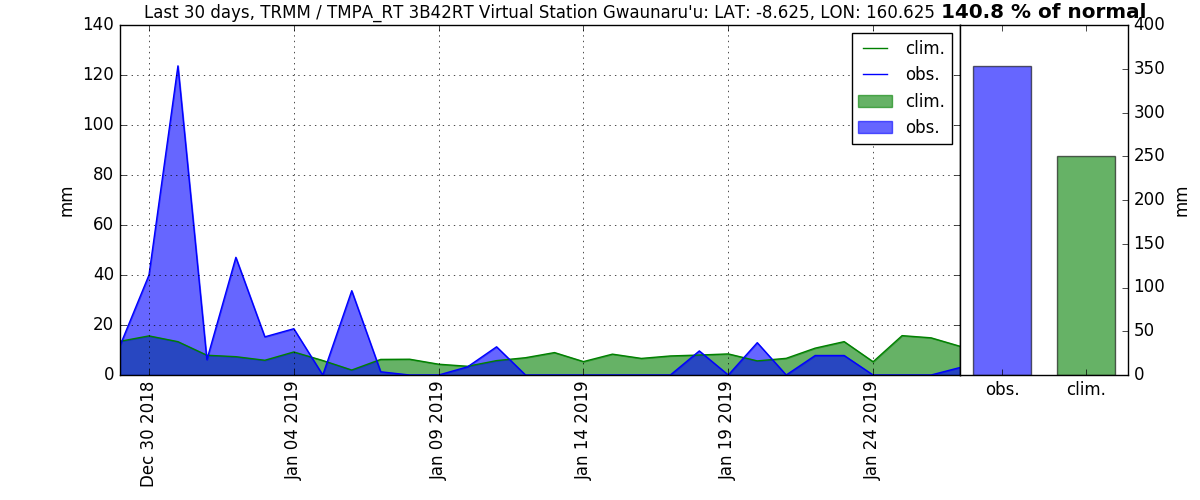 Last 30 days, TRMM / TMPA_RT 3B42RT Virtual Station Gwaunaru'u: LAT: -8.625, LON: 160.625 140.8 % of normal
140
120
100
80
60
40
20
0
mm
clim.
obs.
clim.
obs.
Dec 30 2018
Jan 04 2019
Jan 09 2019
Jan 14 2019
Jan 19 2019
Jan 24 2019
400
350
300
250
200
150
100
50
0
mm
obs.
clim.